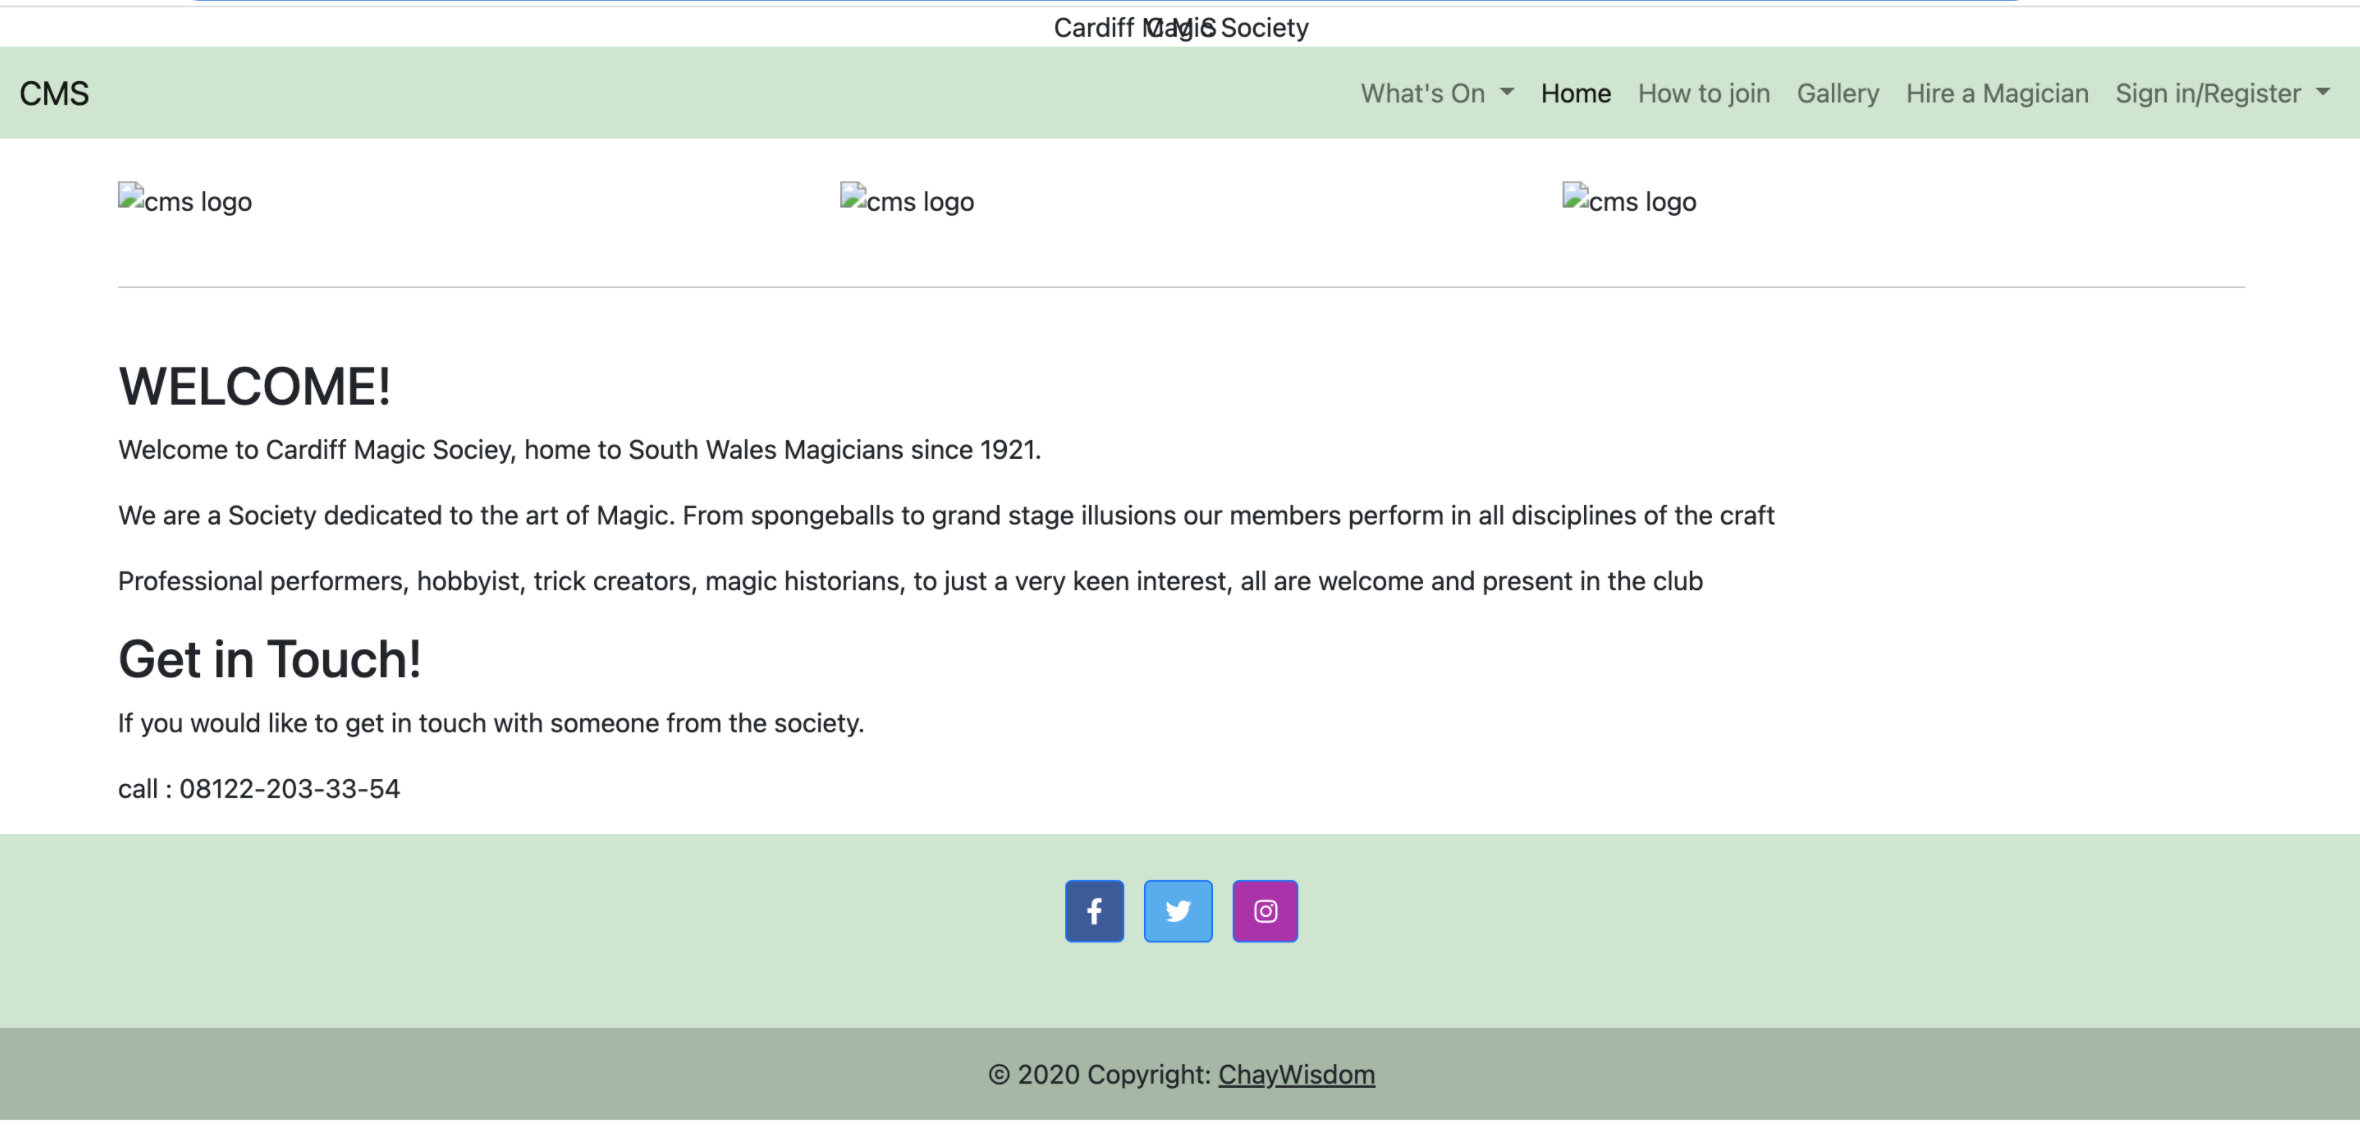 Cardiff Magic Society
C M S
CMS
What's On Home How to join Gallery Hire a Magician Sign in/Register
cms logo cms logo cms logo
WELCOME!
Welcome to Cardiff Magic Sociey, home to South Wales Magicians since 1921.
We are a Society dedicated to the art of Magic. From spongeballs to grand stage illusions our members perform in all disciplines of the craft
Professional performers, hobbyist, trick creators, magic historians, to just a very keen interest, all are welcome and present in the club
Get in Touch!
If you would like to get in touch with someone from the society.
call : 08122-203-33-54
© 2020 Copyright: ChayWisdom